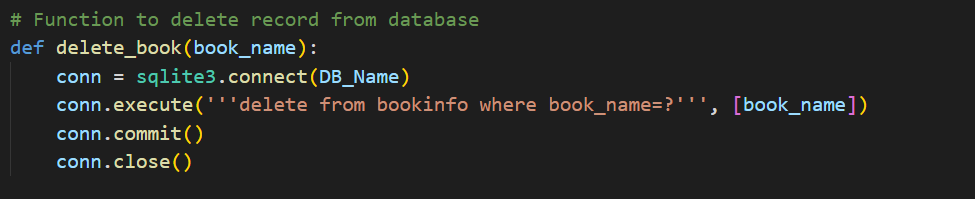 # Function to delete record from database
def delete_book(book_name):
    conn = sqlite3.connect(DB_Name)
    conn.execute('''delete from bookinfo where book_name=?''', [book_name])
    conn.commit()
    conn.close()